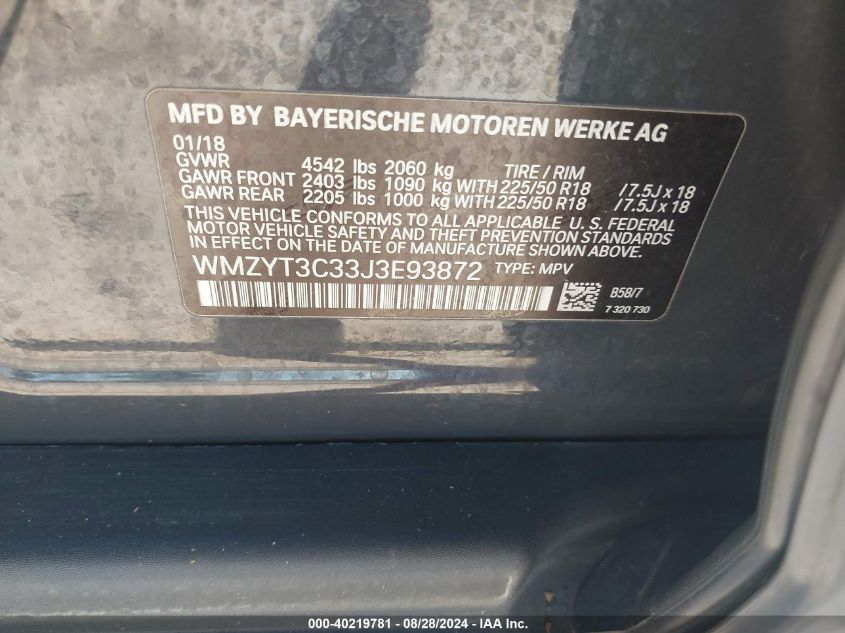 MFD BY BAYERISCHE MOTOREN WERKE AG
01/18
GVWR 4542 lbs 2060 kg TIRE / RIM
GAWR FRONT 2403 lbs 1090 kg WITH 225/50 R18 /7.5J x 18
GAWR REAR 2205 lbs 1000 kg WITH 225/50 R18 /7.5J x 18
THIS VEHICLE CONFORMS TO ALL APPLICABLE U. S. FEDERAL
MOTOR VEHICLE SAFETY AND THEFT PREVENTION STANDARDS
IN EFFECT ON THE DATE OF MANUFACTURE SHOWN ABOVE.
WMZYT3C33J3E93872 TYPE: MPV
B58/7
7 320 730
000-40219781 | 08/28/2024 - IAA Inc.